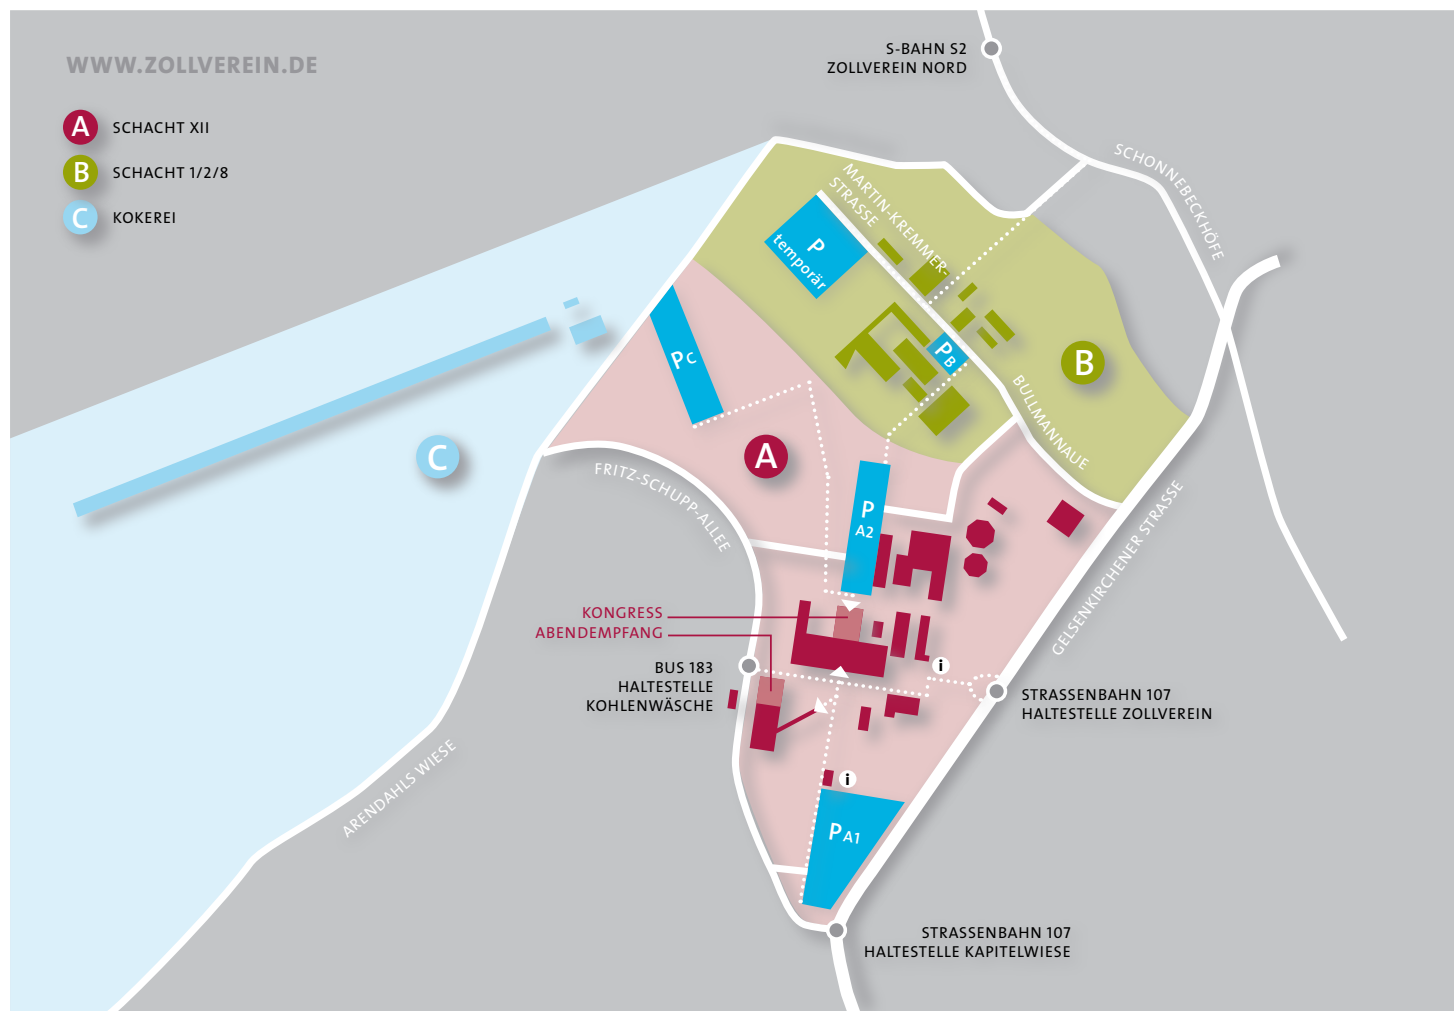 WWW.ZOLLVEREIN.DE
A SCHACHT XII
B SCHACHT 1/2/8
C KOKEREI
S-BAHN S2
ZOLLVEREIN NORD
SCHONNEBECKHÖFE
MARTIN-KREMMER-
STRASSE
P
temporär
PC
PB
B
BULLMANNAUE
A
C
FRITZ-SCHUPP-ALLEE
P
A2
GELSENKIRCHENER STRASSE
KONGRESS
ABENDEMPFANG
BUS 183
HALTESTELLE
KOHLENWÄSCHE
i
STRASSENBAHN 107
HALTESTELLE ZOLLVEREIN
ARENDAHLS WIESE
i
PA1
STRASSENBAHN 107
HALTESTELLE KAPITELWIESE